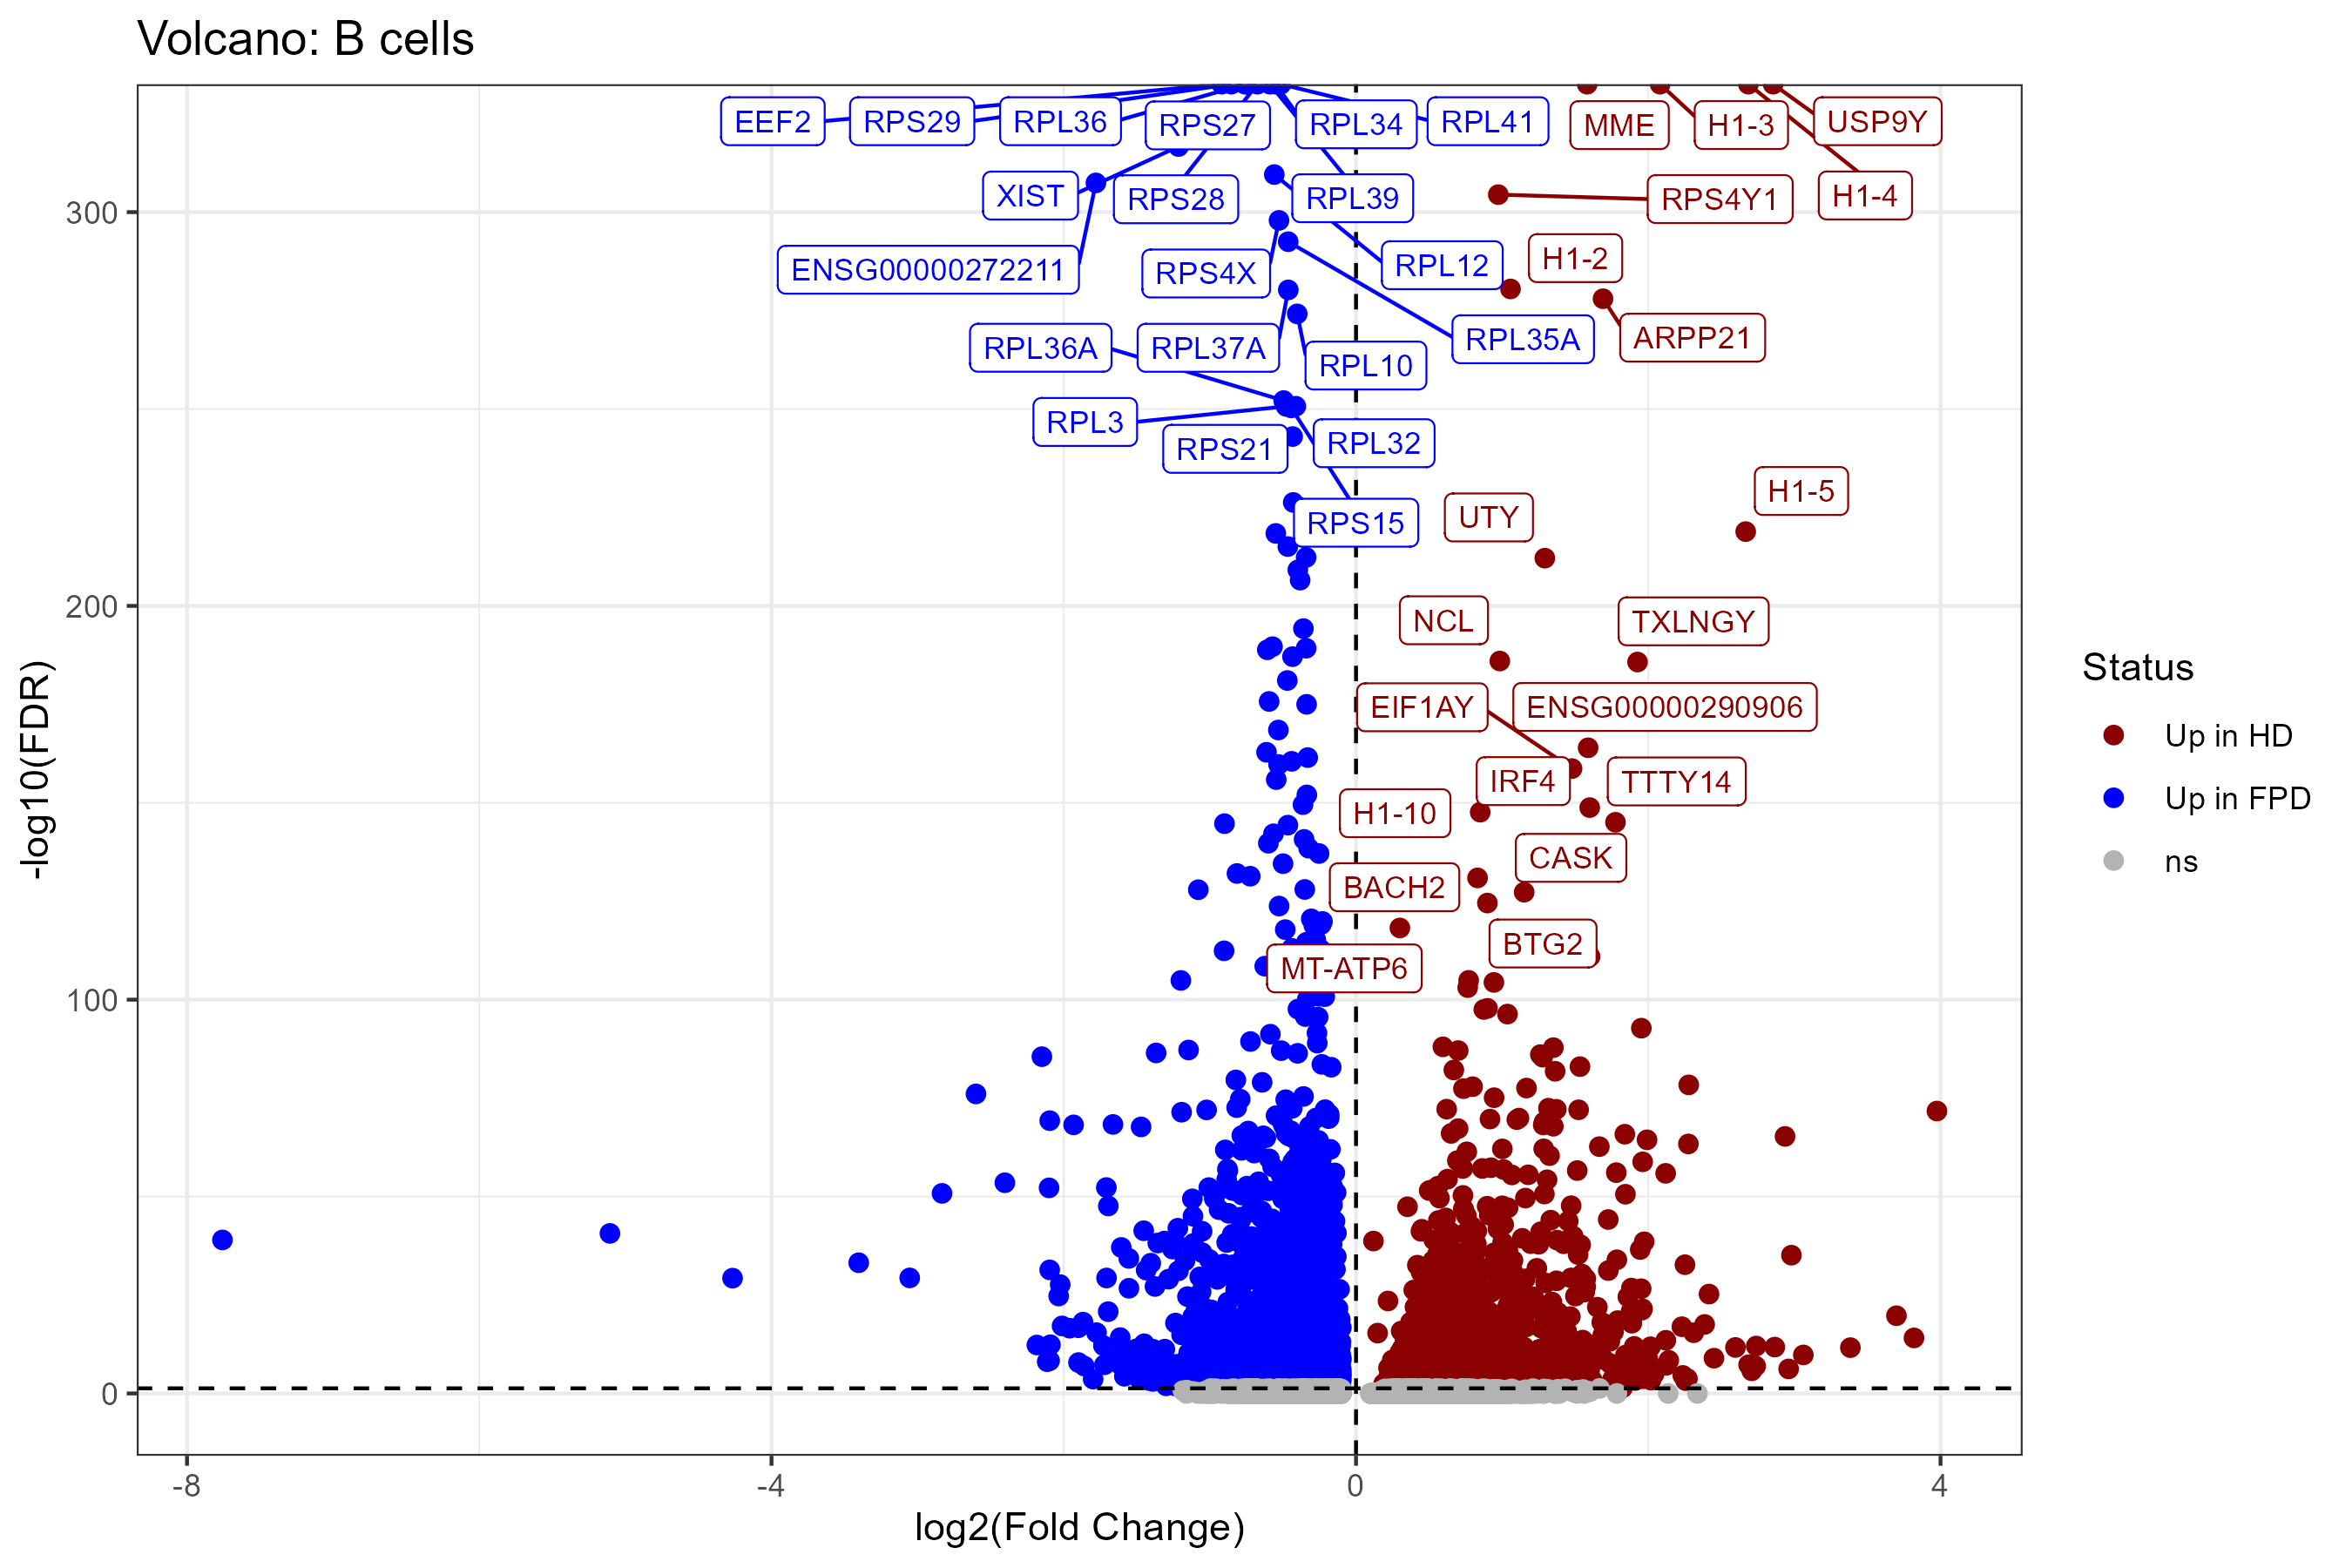 Volcano: B cells
EEF2
RPS29
RPL36
RPS27
RPL34
RPL41
MME
H1-3
USP9Y
XIST
RPS28
RPL39
RPS4Y1
H1-4
ENSG00000272211
RPS4X
RPL12
H1-2
RPL36A
RPL37A
RPL10
RPL35A
ARPP21
RPL3
RPS21
RPL32
RPS15
UTY
H1-5
NCL
TXLNGY
EIF1AY
ENSG00000290906
IRF4
TTTY14
H1-10
CASK
BACH2
BTG2
MT-ATP6
300
200
100
0
-log10(FDR)
-8
-4
0
4
log2(Fold Change)
Status
Up in HD
Up in FPD
ns